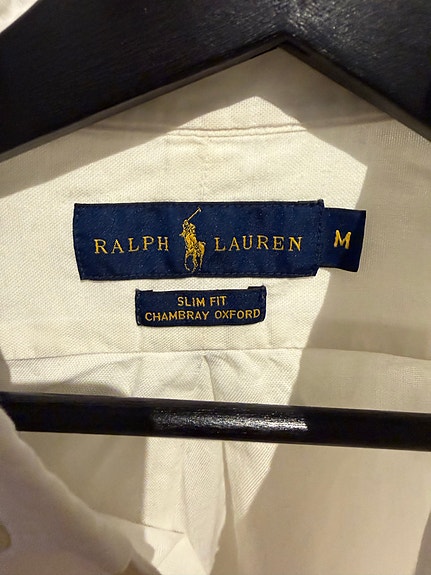 RALPH LAUREN M
SLIM FIT
CHAMBRAY OXFORD